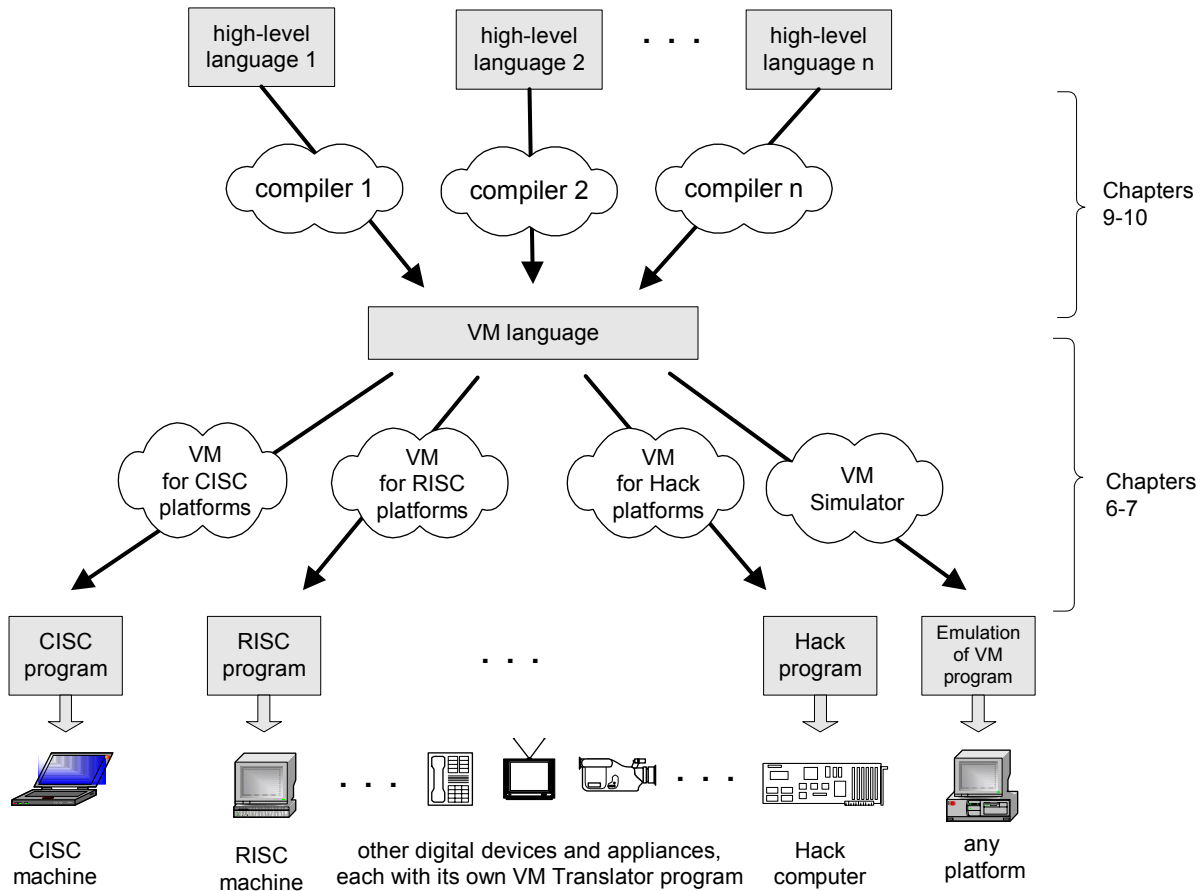 high-level
language 1
high-level
language 2
. . .
high-level
language n
compiler 1
compiler 2
compiler n
Chapters
9-10
VM language
VM
for CISC
platforms
VM
for RISC
platforms
VM
for Hack
platforms
VM
Simulator
Chapters
6-7
CISC
program
RISC
program
. . .
Hack
program
Emulation
of VM
program
. . .
. . .
CISC
machine
RISC
machine
other digital devices and appliances,
each with its own VM Translator program
Hack
computer
any
platform